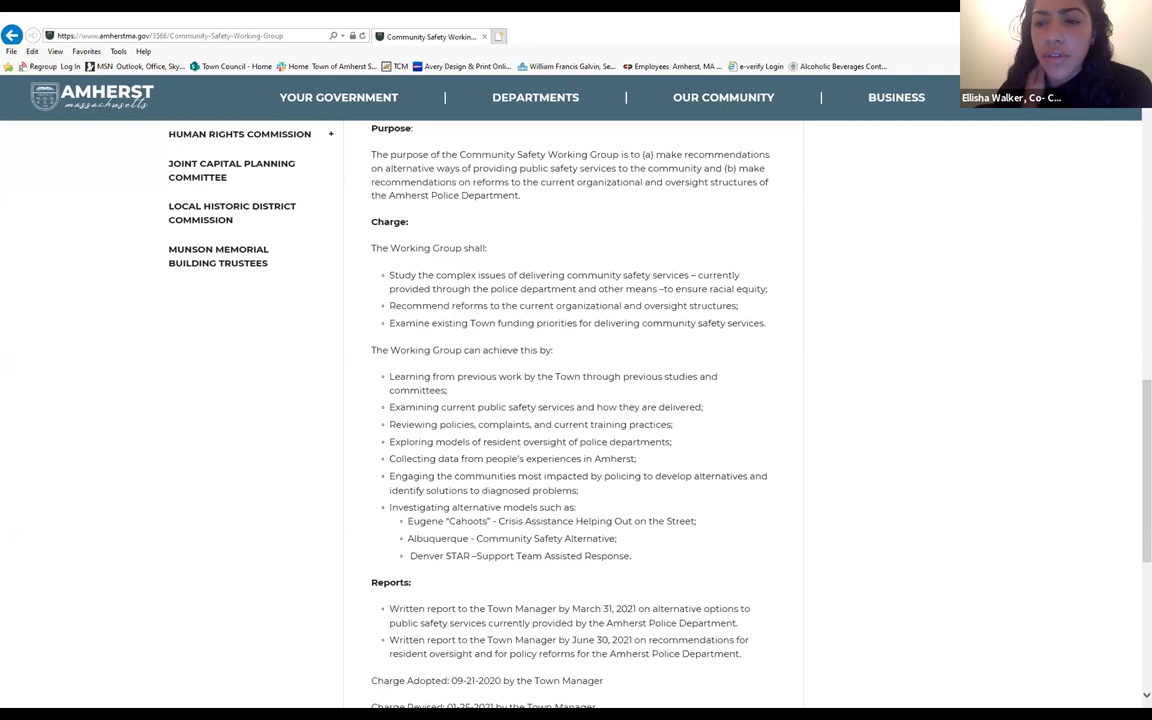 https://www.amherstma.gov/3566/Community-Safety-Working-Group
Community Safety Workin...
File Edit View Favorites Tools Help
Regroup Log In MSN Outlook, Office, Sky... Town Council - Home Home Town of Amherst S... TCM Avery Design & Print Onli... William Francis Galvin, Se... Employees Amherst, MA ... e-verify Login Alcoholic Beverages Cont...
Ellisha Walker, Co- C...
AMHERST
massachusetts
YOUR GOVERNMENT | DEPARTMENTS | OUR COMMUNITY | BUSINESS
HUMAN RIGHTS COMMISSION +
JOINT CAPITAL PLANNING
COMMITTEE
LOCAL HISTORIC DISTRICT
COMMISSION
MUNSON MEMORIAL
BUILDING TRUSTEES
Purpose:
The purpose of the Community Safety Working Group is to (a) make recommendations
on alternative ways of providing public safety services to the community and (b) make
recommendations on reforms to the current organizational and oversight structures of
the Amherst Police Department.
Charge:
The Working Group shall:
Study the complex issues of delivering community safety services – currently
provided through the police department and other means –to ensure racial equity;
Recommend reforms to the current organizational and oversight structures;
Examine existing Town funding priorities for delivering community safety services.
The Working Group can achieve this by:
Learning from previous work by the Town through previous studies and
committees;
Examining current public safety services and how they are delivered;
Reviewing policies, complaints, and current training practices;
Exploring models of resident oversight of police departments;
Collecting data from people's experiences in Amherst;
Engaging the communities most impacted by policing to develop alternatives and
identify solutions to diagnosed problems;
Investigating alternative models such as:
Eugene “Cahoots” - Crisis Assistance Helping Out on the Street;
Albuquerque - Community Safety Alternative;
Denver STAR –Support Team Assisted Response.
Reports:
Written report to the Town Manager by March 31, 2021 on alternative options to
public safety services currently provided by the Amherst Police Department.
Written report to the Town Manager by June 30, 2021 on recommendations for
resident oversight and for policy reforms for the Amherst Police Department.
Charge Adopted: 09-21-2020 by the Town Manager
Charge Revised: 01-25-2021 by the Town Manager